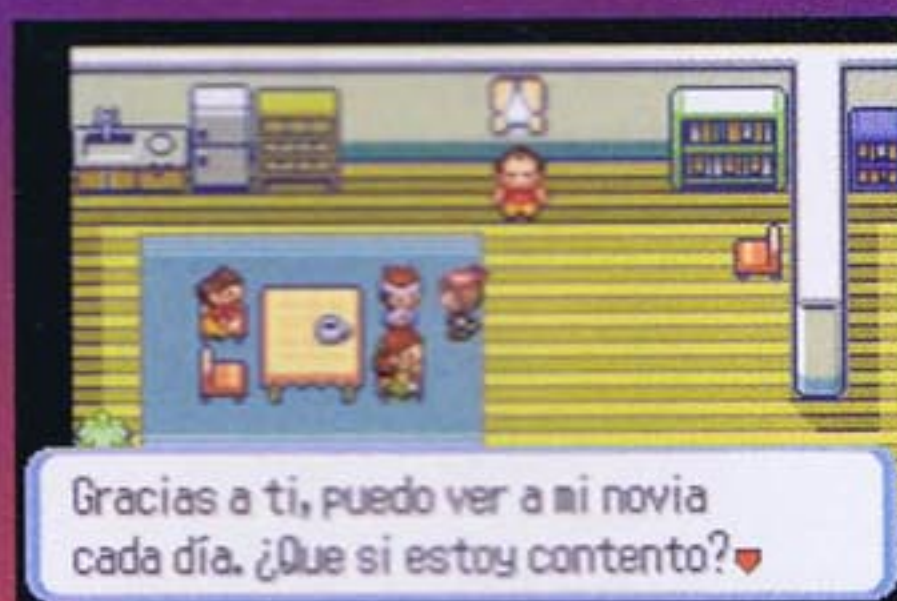 Gracias a ti, puedo ver a mi novia
cada día. ¿Que si estoy contento?